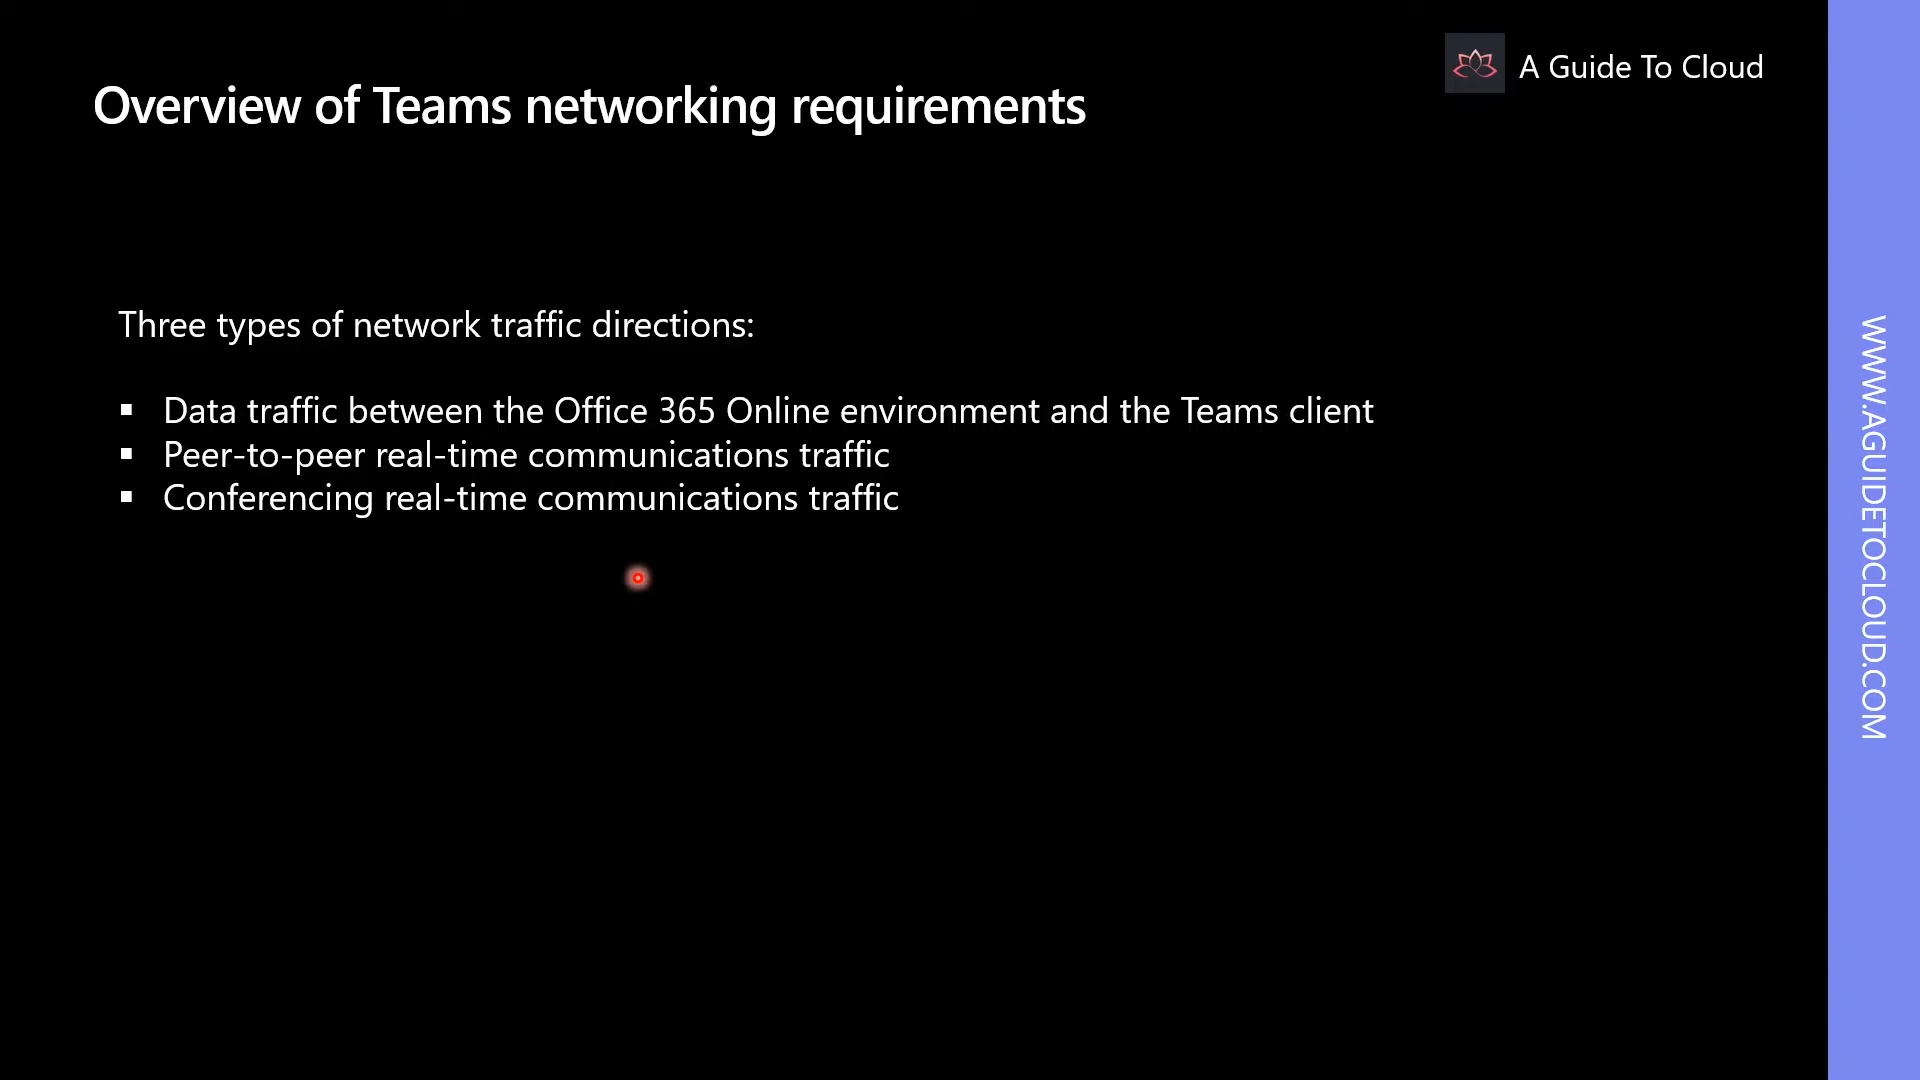 A Guide To Cloud
Overview of Teams networking requirements
Three types of network traffic directions:
▪ Data traffic between the Office 365 Online environment and the Teams client
▪ Peer-to-peer real-time communications traffic
▪ Conferencing real-time communications traffic
WWW.AGUIDETOCLOUD.COM